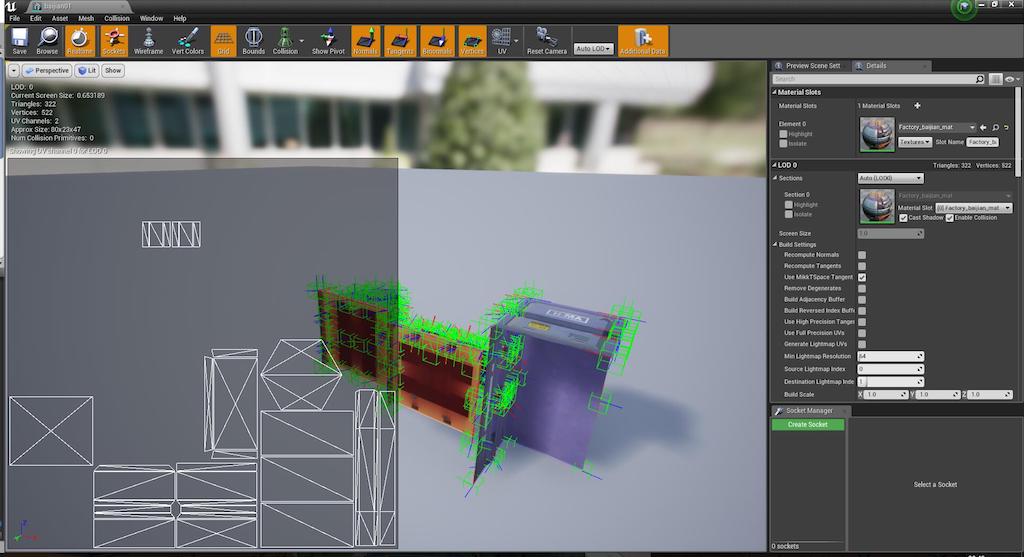 baijian01
File Edit Asset Mesh Collision Window Help
Save Browse Realtime Sockets Wireframe Vert Colors Grid Bounds Collision Show Pivot Normals Tangents Binormals Vertices UV Reset Camera Auto LOD Additional Data
Perspective Lit Show
LOD: 0
Current Screen Size: 0.653189
Triangles: 322
Vertices: 522
UV Channels: 2
Approx Size: 80x23x47
Num Collision Primitives: 0
Showing UV channel 0 for LOD 0
Preview Scene Sett Details
Search
Material Slots
Material Slots 1 Material Slots
Element 0
Highlight
Isolate
Factory_baijian_mat
Textures Slot Name Factory_b
LOD 0 Triangles: 322 Vertices: 522
Sections Auto (LOD0)
Section 0
Highlight
Isolate
Factory_baijian_mat
Material Slot [0] Factory_baijian_mat
Cast Shadow Enable Collision
Screen Size 1.0
Build Settings
Recompute Normals
Recompute Tangents
Use MikkTSpace Tangent
Remove Degenerates
Build Adjacency Buffer
Build Reversed Index Buffe
Use High Precision Tanger
Use Full Precision UVs
Generate Lightmap UVs
Min Lightmap Resolution 64
Source Lightmap Index 0
Destination Lightmap Inde 1
Build Scale X 1.0 Y 1.0 Z 1.0
Socket Manager
Create Socket
Select a Socket
0 sockets